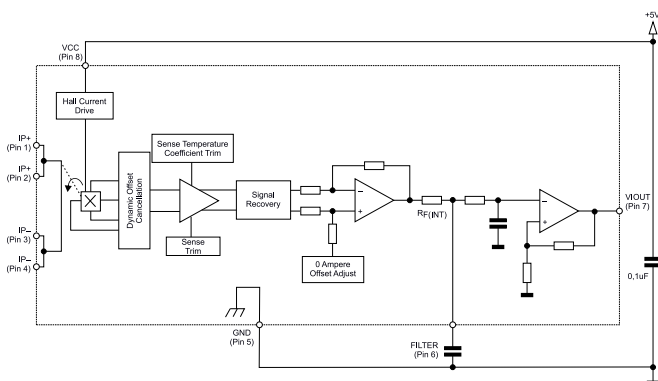 +5V
VCC
(Pin 8)
Hall Current
Drive
IP+
(Pin 1)
IP+
(Pin 2)
IP–
(Pin 3)
IP–
(Pin 4)
Dynamic Offset
Cancellation
Sense Temperature
Coefficient Trim
Sense
Trim
Signal
Recovery
0 Ampere
Offset Adjust
RF(INT)
VIOUT
(Pin 7)
0,1uF
GND
(Pin 5)
FILTER
(Pin 6)